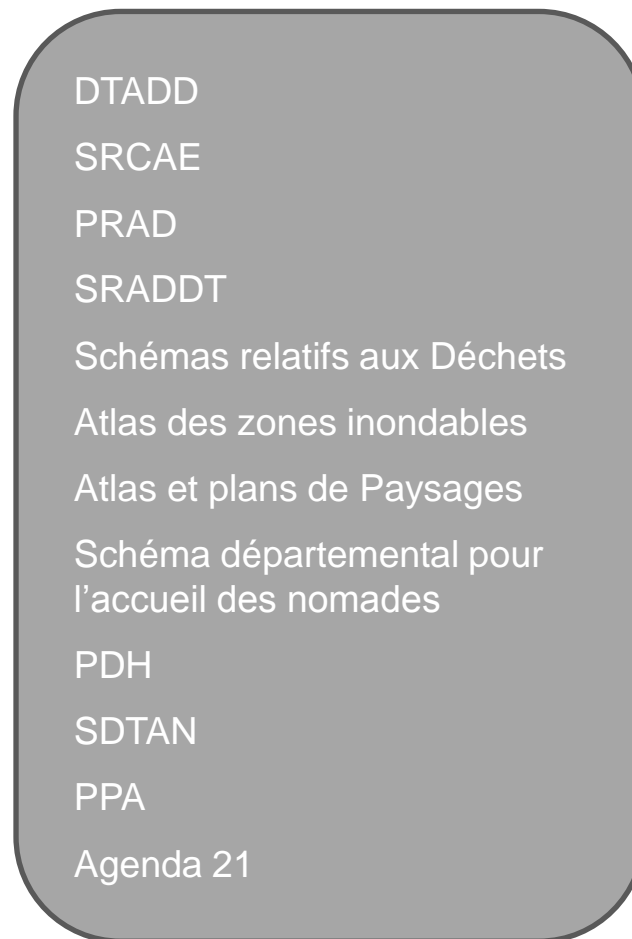 DTADD
SRCAE
PRAD
SRADDT
Schémas relatifs aux Déchets
Atlas des zones inondables
Atlas et plans de Paysages
Schéma départemental pour
l’accueil des nomades
PDH
SDTAN
PPA
Agenda 21